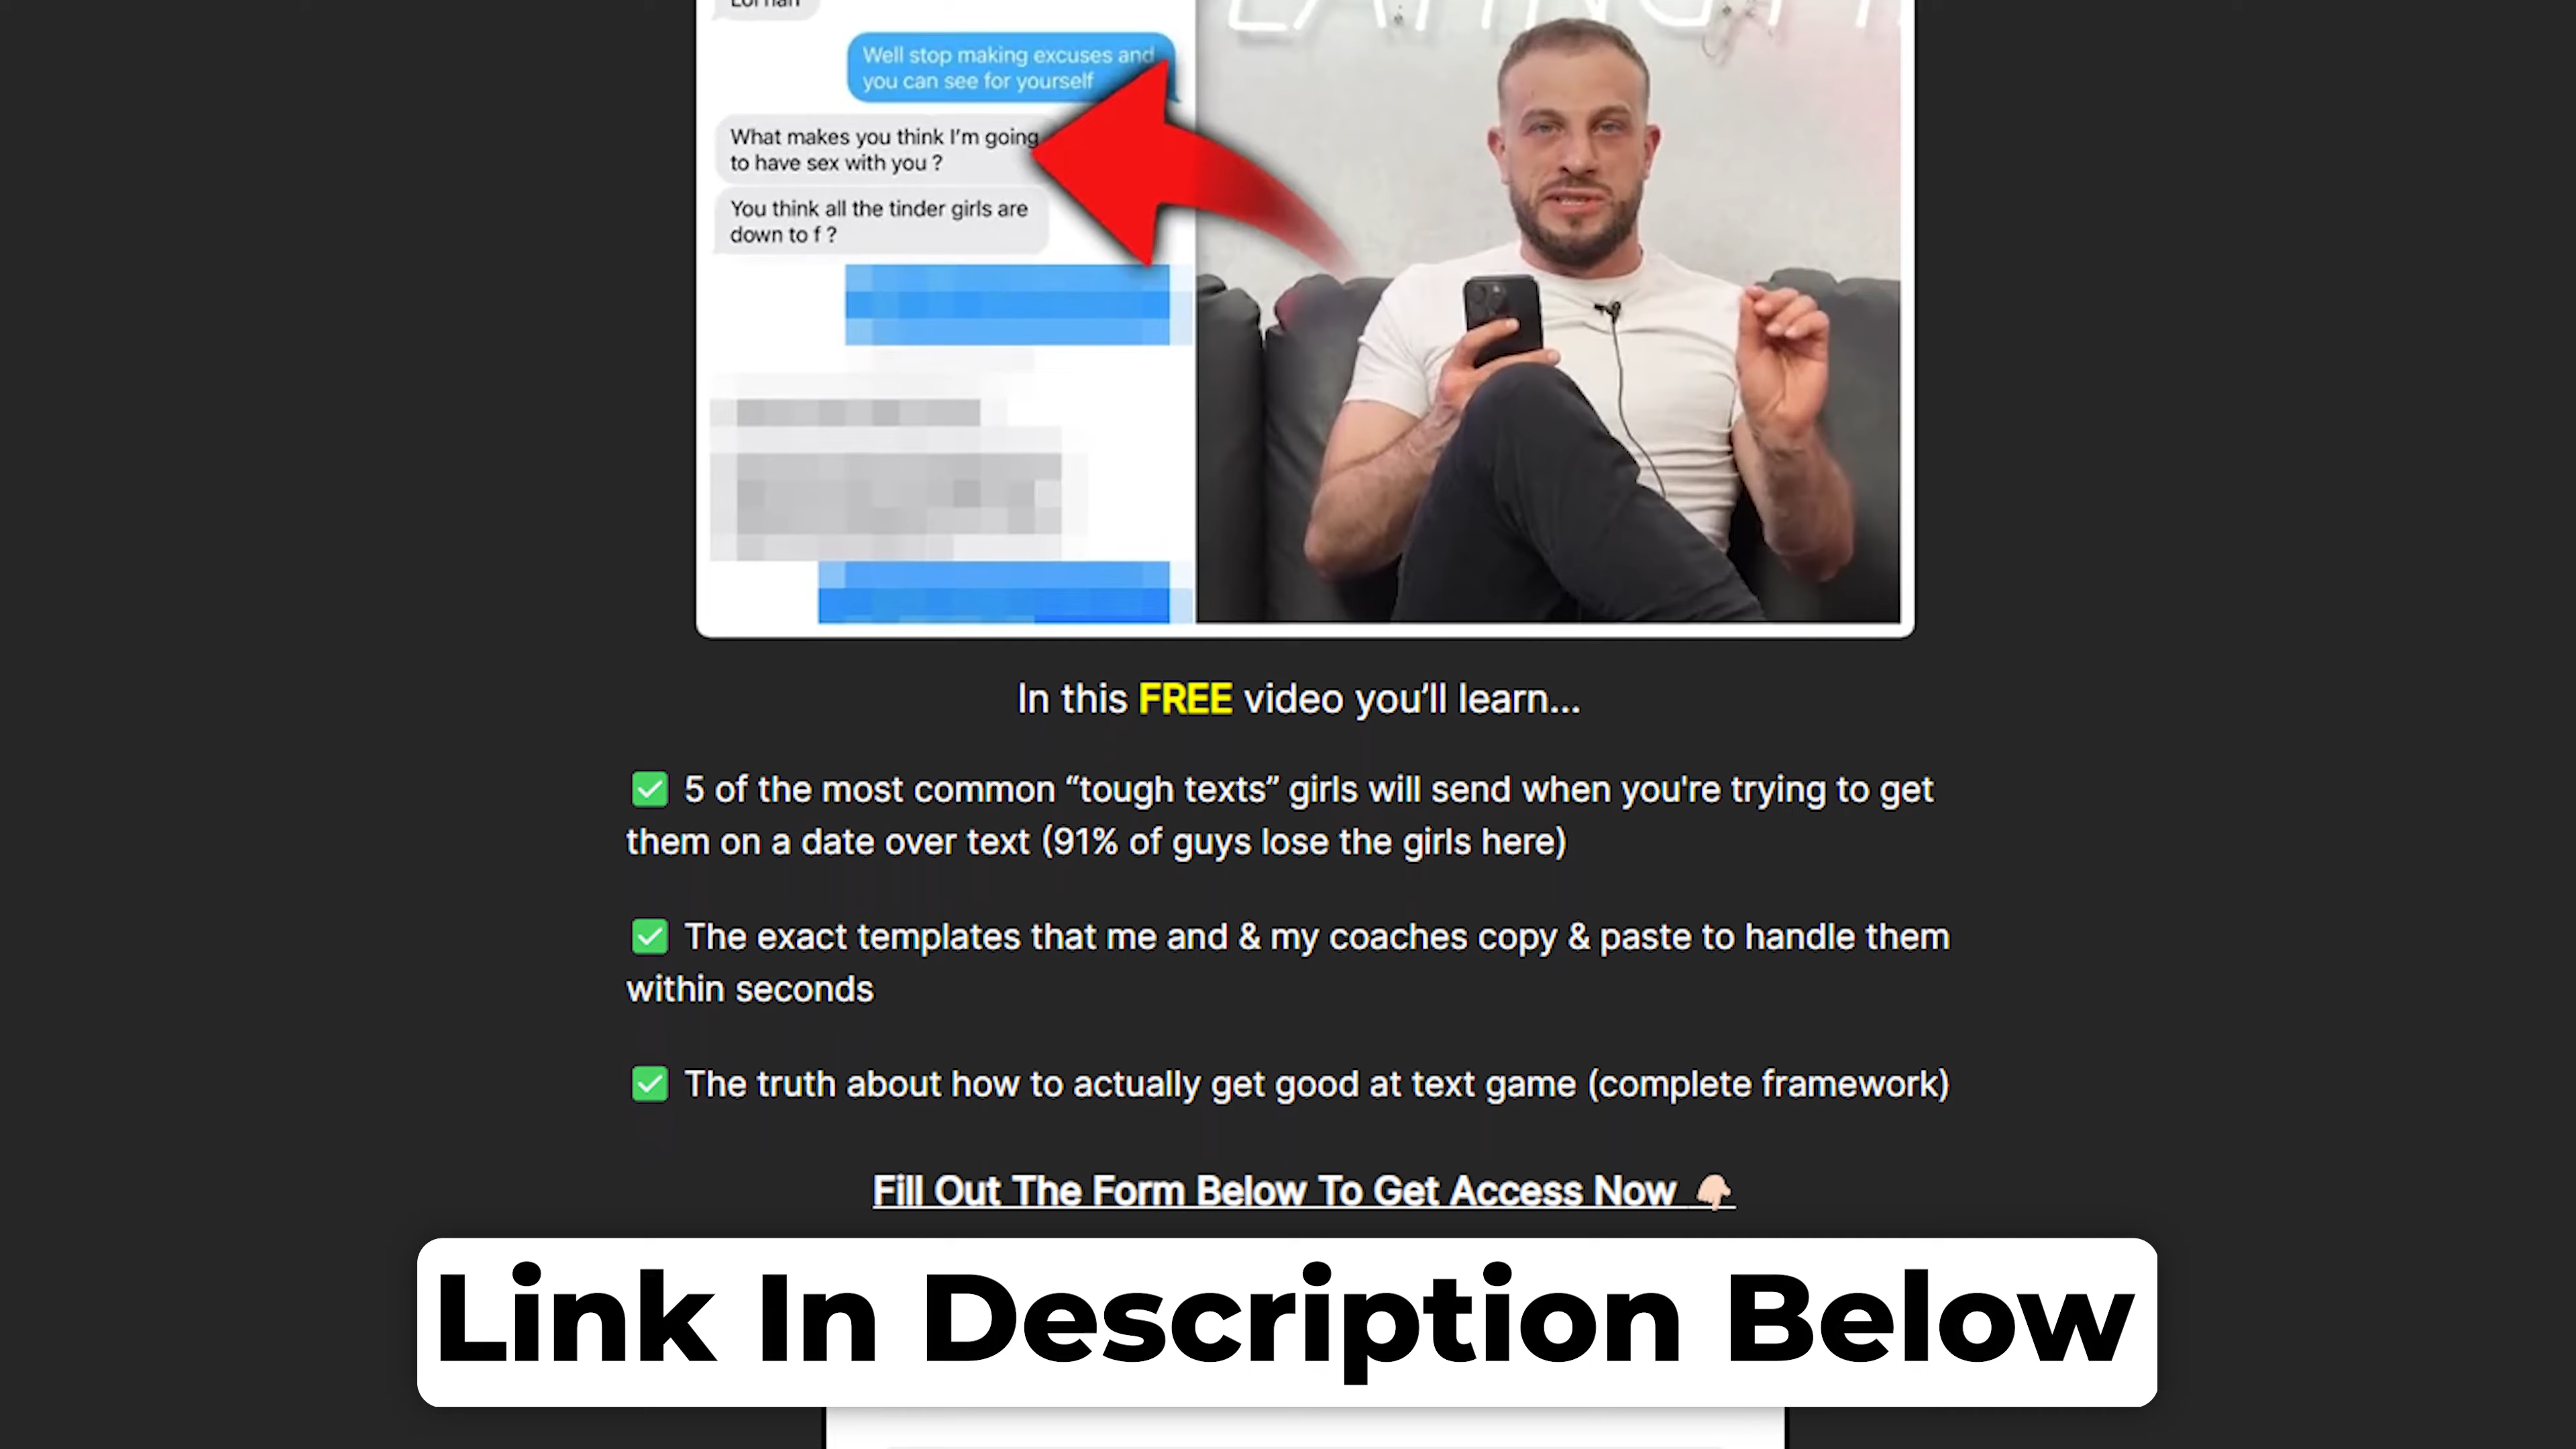 Well stop making excuses and
you can see for yourself
What makes you think I'm going
to have sex with you ?
You think all the tinder girls are
down to f ?
In this FREE video you'll learn...
✅ 5 of the most common “tough texts” girls will send when you're trying to get
them on a date over text (91% of guys lose the girls here)
✅ The exact templates that me and & my coaches copy & paste to handle them
within seconds
✅ The truth about how to actually get good at text game (complete framework)
Fill Out The Form Below To Get Access Now 👇🏻
Link In Description Below